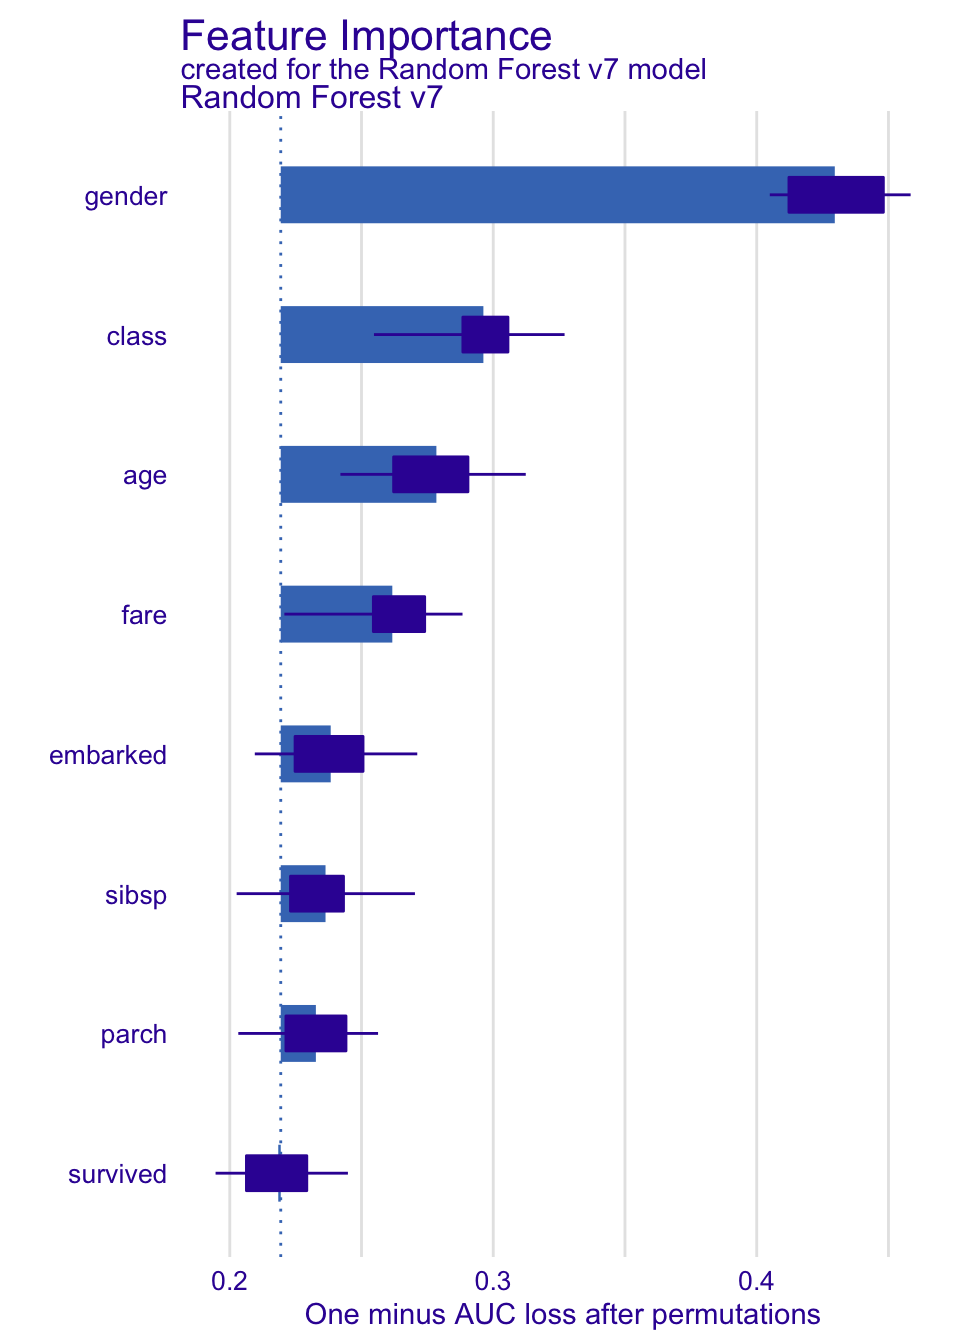 Feature Importance
created for the Random Forest v7 model
Random Forest v7
gender
class
age
fare
embarked
sibsp
parch
survived
0.2 0.3 0.4
One minus AUC loss after permutations